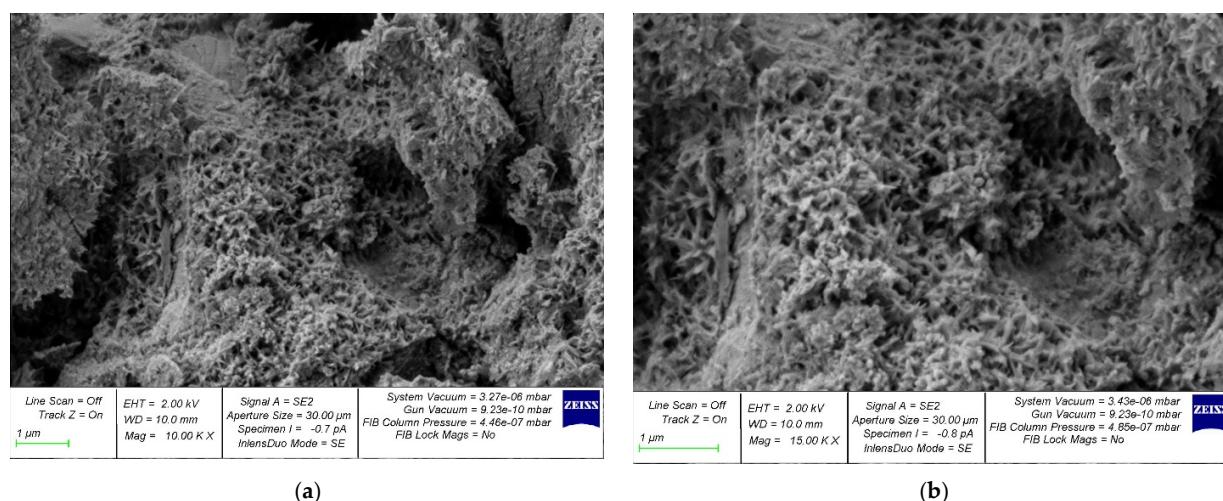 Line Scan = Off
Track Z = On
1 µm
EHT = 2.00 kV
WD = 10.0 mm
Mag = 10.00 K X
Signal A = SE2
Aperture Size = 30.00 µm
Specimen I = -0.7 pA
InlensDuo Mode = SE
System Vacuum = 3.27e-06 mbar
Gun Vacuum = 9.23e-10 mbar
FIB Column Pressure = 4.46e-07 mbar
FIB Lock Mags = No
ZEISS
(a)
Line Scan = Off
Track Z = On
1 µm
EHT = 2.00 kV
WD = 10.0 mm
Mag = 15.00 K X
Signal A = SE2
Aperture Size = 30.00 µm
Specimen I = -0.8 pA
InlensDuo Mode = SE
System Vacuum = 3.43e-06 mbar
Gun Vacuum = 9.23e-10 mbar
FIB Column Pressure = 4.85e-07 mbar
FIB Lock Mags = No
ZEISS
(b)